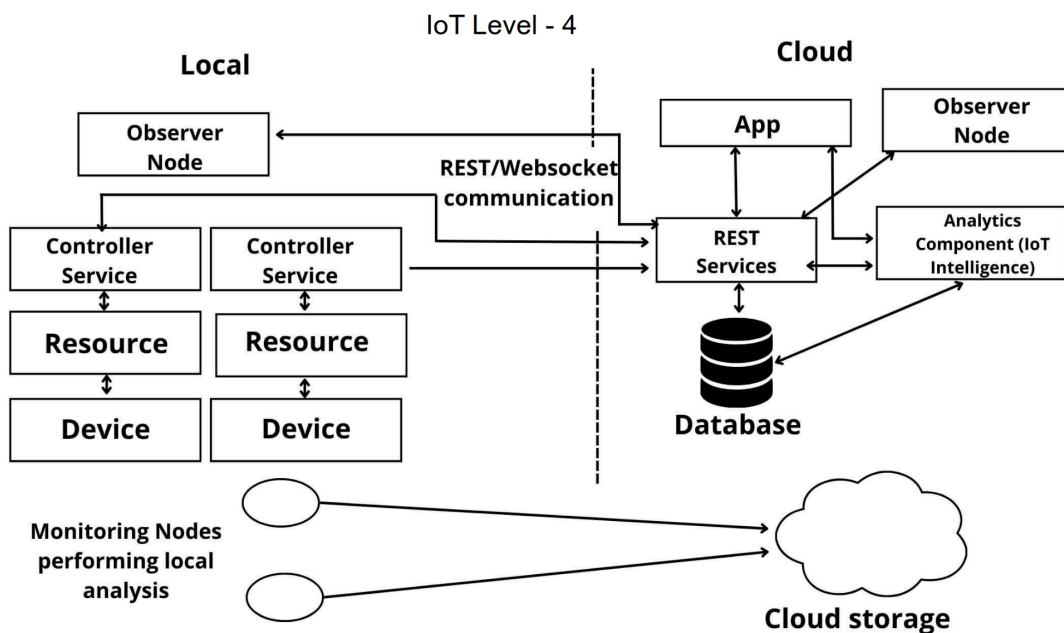 IoT Level - 4
Local
Cloud
Observer
Node
App
Observer
Node
REST/Websocket
communication
Controller
Service
Controller
Service
REST
Services
Analytics
Component (IoT
Intelligence)
Resource
Resource
Device
Device
Database
Monitoring Nodes
performing local
analysis
Cloud storage